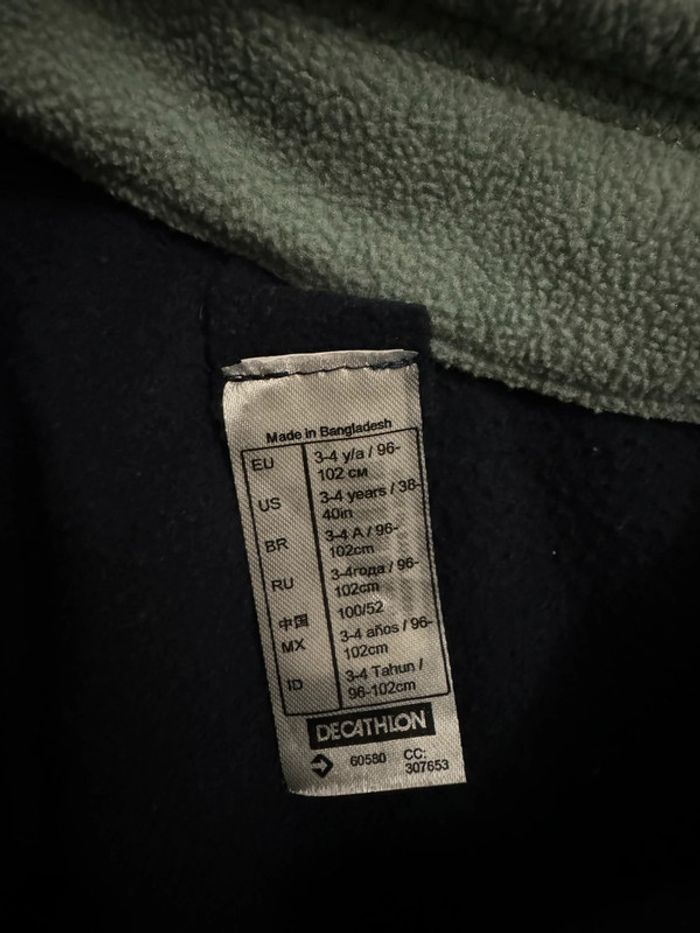 Made in Bangladesh
EU 3-4 y/a / 96-
102 см
US 3-4 years / 38-
40in
BR 3-4 A / 96-
102cm
RU 3-4года / 96-
102cm
中国 100/52
MX 3-4 años / 96-
102cm
ID 3-4 Tahun /
96-102cm
DECATHLON
60580 CC:
307653